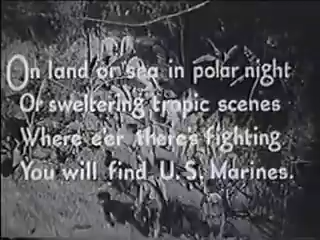 On land or sea in polar night
Or sweltering tropic scenes
Where e'er there's fighting
You will find U.S. Marines.